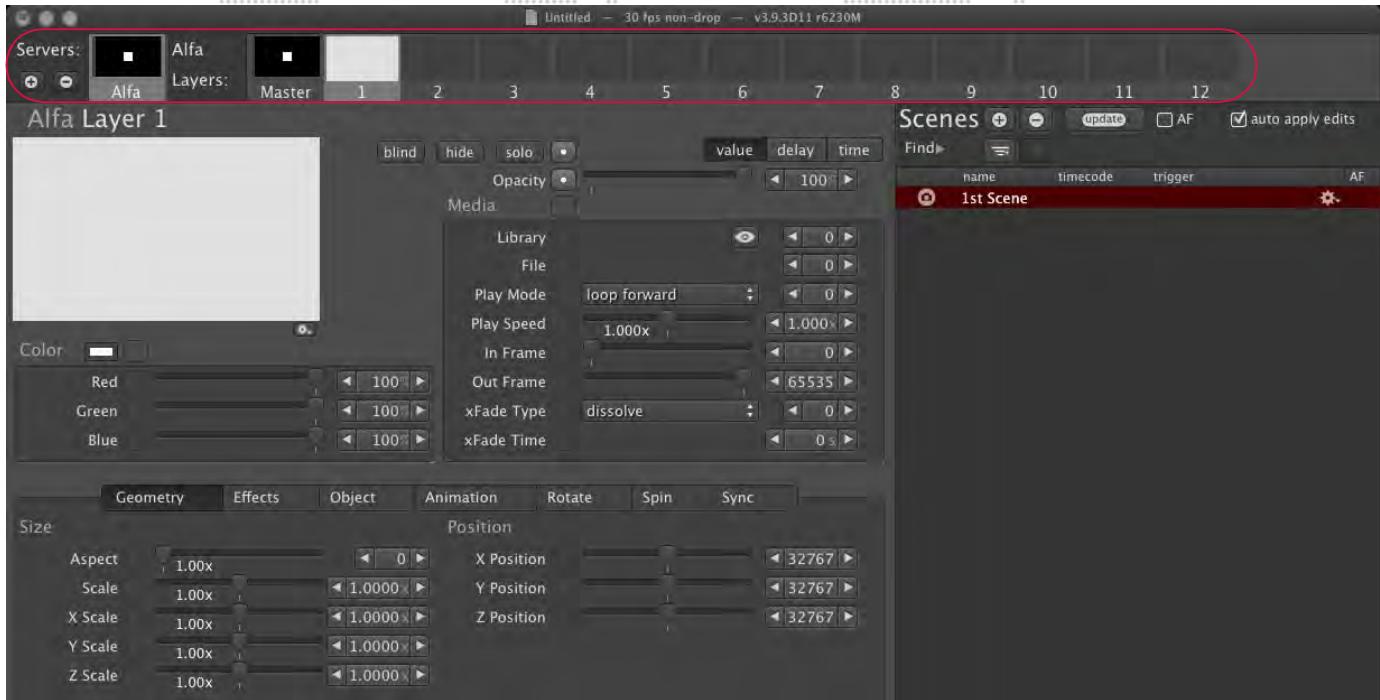 Untitled — 30 fps non-drop — v3.9.3D11 r6230M
Servers: Alfa
Layers:
Alfa Master 1 2 3 4 5 6 7 8 9 10 11 12
Alfa Layer 1
blind hide solo value delay time
Opacity 100%
Media
Library 0
File 0
Play Mode loop forward 0
Play Speed 1.000x 1.000x
In Frame 0
Out Frame 65535
xFade Type dissolve 0
xFade Time 0 s
Color
Red 100%
Green 100%
Blue 100%
Geometry Effects Object Animation Rotate Spin Sync
Size
Aspect 1.00x 0
Scale 1.00x 1.0000x
X Scale 1.00x 1.0000x
Y Scale 1.00x 1.0000x
Z Scale 1.00x 1.0000x
Position
X Position 32767
Y Position 32767
Z Position 32767
Scenes update AF auto apply edits
Find
name timecode trigger AF
1st Scene